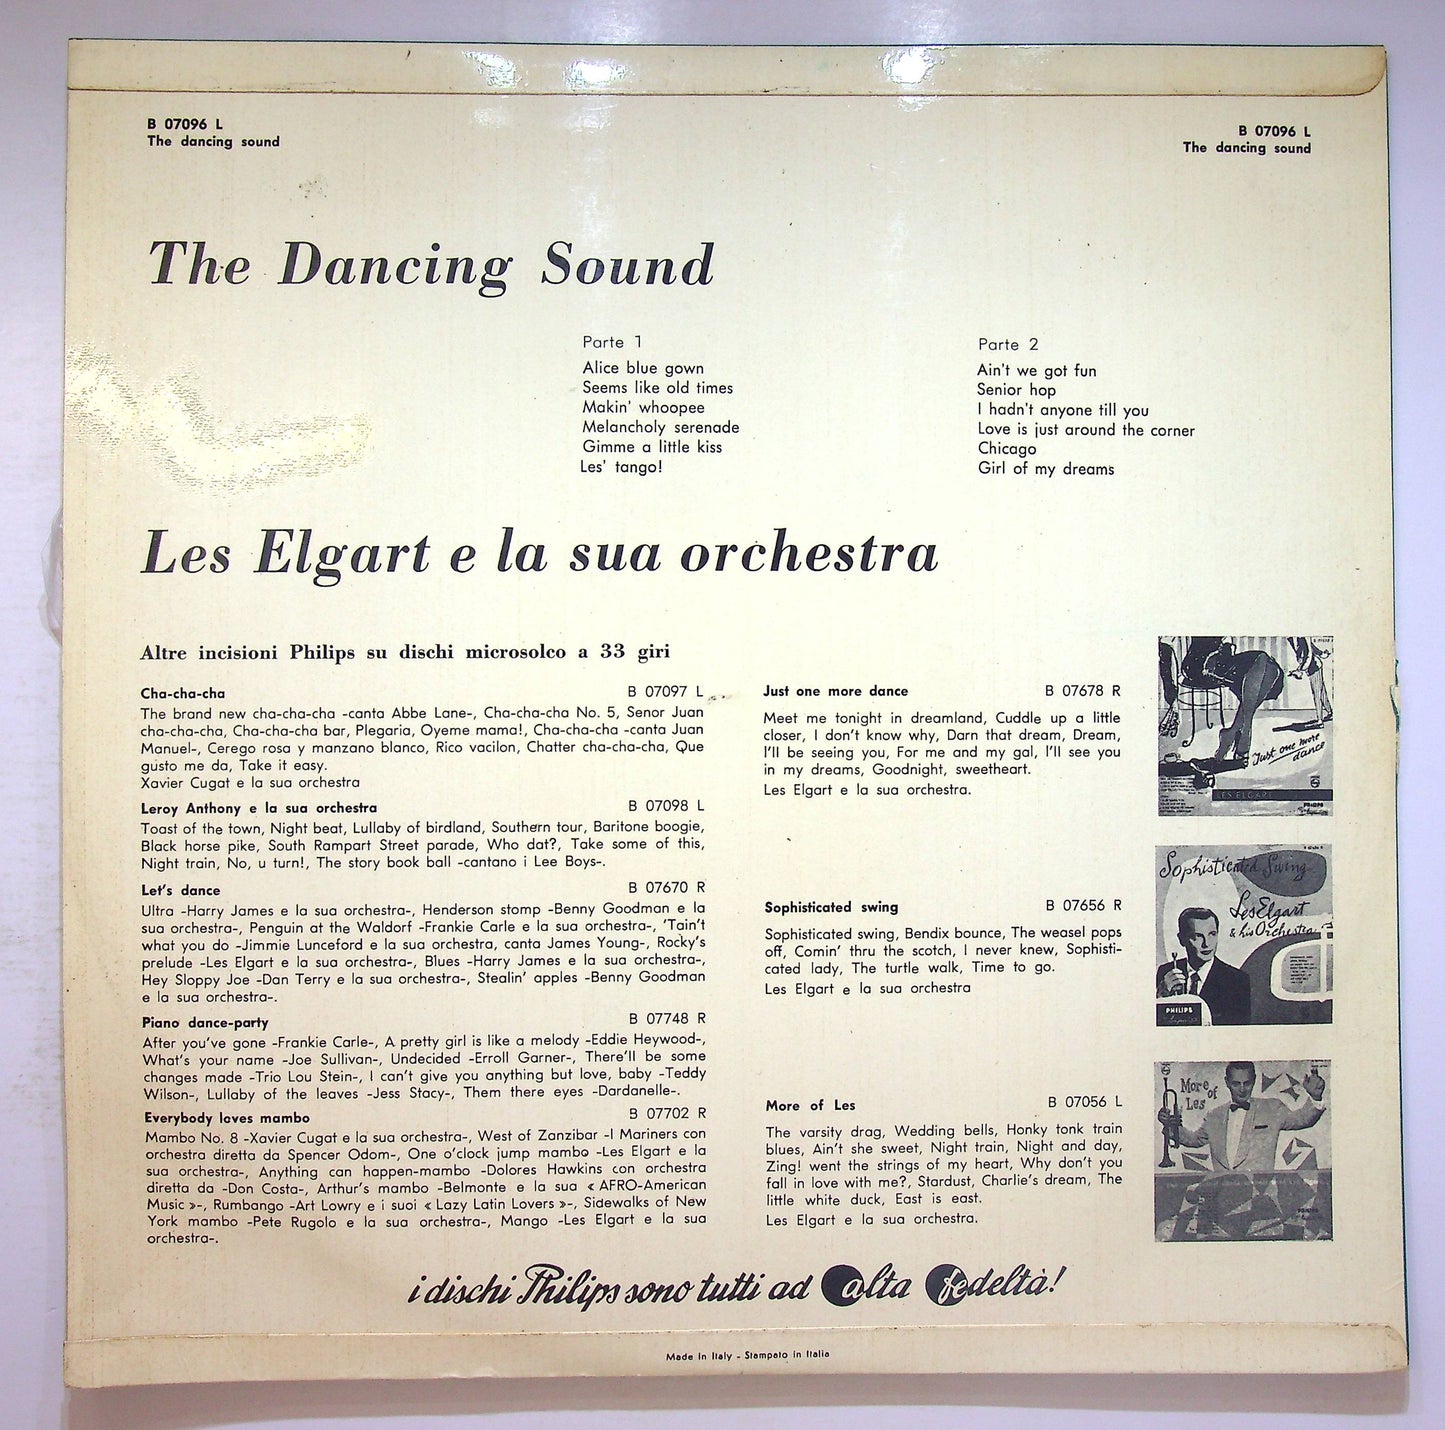 B 07096 L
The dancing sound
B 07096 L
The dancing sound
The Dancing Sound
Parte 1
Alice blue gown
Seems like old times
Makin' whoopee
Melancholy serenade
Gimme a little kiss
Les' tango!
Parte 2
Ain't we got fun
Senior hop
I hadn't anyone till you
Love is just around the corner
Chicago
Girl of my dreams
Les Elgart e la sua orchestra
Altre incisioni Philips su dischi microsolco a 33 giri
Cha-cha-cha B 07097 L
The brand new cha-cha-cha -canta Abbe Lane-, Cha-cha-cha No. 5, Senor Juan
cha-cha-cha, Cha-cha-cha bar, Plegaria, Oyeme mama!, Cha-cha-cha -canta Juan
Manuel-, Cerego rosa y manzano blanco, Rico vacilon, Chatter cha-cha-cha, Que
gusto me da, Take it easy.
Xavier Cugat e la sua orchestra
Leroy Anthony e la sua orchestra B 07098 L
Toast of the town, Night beat, Lullaby of birdland, Southern tour, Baritone boogie,
Black horse pike, South Rampart Street parade, Who dat?, Take some of this,
Night train, No, u turn!, The story book ball -cantano i Lee Boys-.
Let's dance B 07670 R
Ultra -Harry James e la sua orchestra-, Henderson stomp -Benny Goodman e la
sua orchestra-, Penguin at the Waldorf -Frankie Carle e la sua orchestra-, 'Tain't
what you do -Jimmie Lunceford e la sua orchestra, canta James Young-, Rocky's
prelude -Les Elgart e la sua orchestra-, Blues -Harry James e la sua orchestra-,
Hey Sloppy Joe -Dan Terry e la sua orchestra-, Stealin' apples -Benny Goodman
e la sua orchestra-.
Piano dance-party B 07748 R
After you've gone -Frankie Carle-, A pretty girl is like a melody -Eddie Heywood-,
What's your name -Joe Sullivan-, Undecided -Erroll Garner-, There'll be some
changes made -Trio Lou Stein-, I can't give you anything but love, baby -Teddy
Wilson-, Lullaby of the leaves -Jess Stacy-, Them there eyes -Dardanelle-.
Everybody loves mambo B 07702 R
Mambo No. 8 -Xavier Cugat e la sua orchestra-, West of Zanzibar -I Mariners con
orchestra diretta da Spencer Odom-, One o'clock jump mambo -Les Elgart e la
sua orchestra-, Anything can happen-mambo -Dolores Hawkins con orchestra
diretta da -Don Costa-, Arthur's mambo -Belmonte e la sua « AFRO-American
Music »-, Rumbango -Art Lowry e i suoi « Lazy Latin Lovers »-, Sidewalks of New
York mambo -Pete Rugolo e la sua orchestra-, Mango -Les Elgart e la sua
orchestra-.
Just one more dance B 07678 R
Meet me tonight in dreamland, Cuddle up a little
closer, I don't know why, Darn that dream, Dream,
I'll be seeing you, For me and my gal, I'll see you
in my dreams, Goodnight, sweetheart.
Les Elgart e la sua orchestra.
Just one more
dance
LES ELGART
PHILIPS
Sophisticated swing B 07656 R
Sophisticated swing, Bendix bounce, The weasel pops
off, Comin' thru the scotch, I never knew, Sophisti-
cated lady, The turtle walk, Time to go.
Les Elgart e la sua orchestra
Sophisticated Swing
Les Elgart
& his Orchestra
PHILIPS
More of Les B 07056 L
The varsity drag, Wedding bells, Honky tonk train
blues, Ain't she sweet, Night train, Night and day,
Zing! went the strings of my heart, Why don't you
fall in love with me?, Stardust, Charlie's dream, The
little white duck, East is east.
Les Elgart e la sua orchestra.
More of
Les
PHILIPS
i dischi Philips sono tutti ad alta fedeltà!
Made in Italy - Stampato in Italia